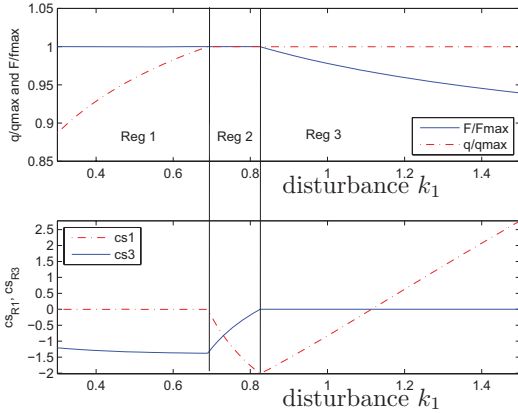 1.05
1
0.95
0.9
0.85
q/qmax and F/fmax
Reg 1
Reg 2
Reg 3
F/Fmax
q/qmax
0.4
0.6
0.8
1
1.2
1.4
disturbance k1
2.5
2
1.5
1
0.5
0
−0.5
−1
−1.5
−2
csR1, csR3
cs1
cs3
0.4
0.6
0.8
1
1.2
1.4
disturbance k1